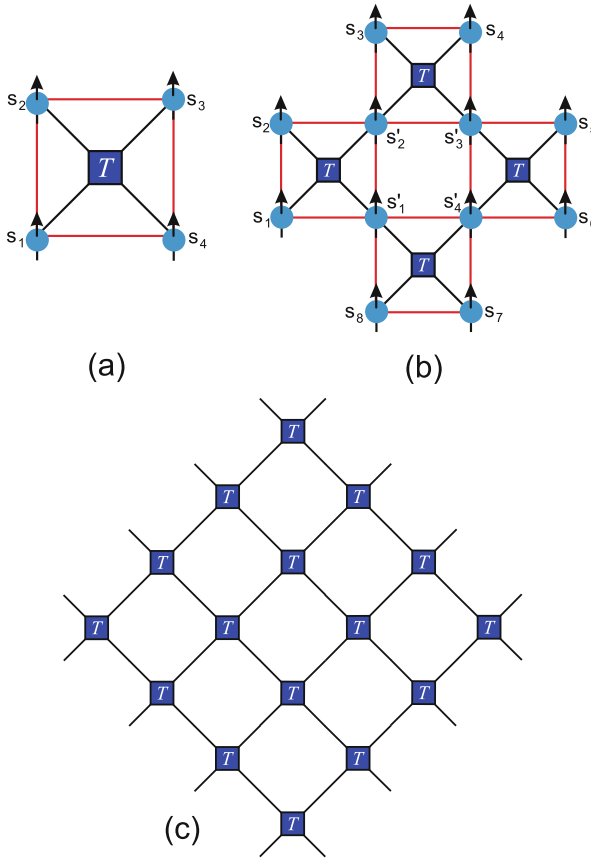 s₂ s₃
T
s₁ s₄
(a)
s₃ s₄
T
s₂ s'₂ s'₃ s
T T
s₁ s'₁ s'₄ s
T
s₈ s₇
(b)
T
T T
T T T
T T T T
T T T
T T
T
(c)